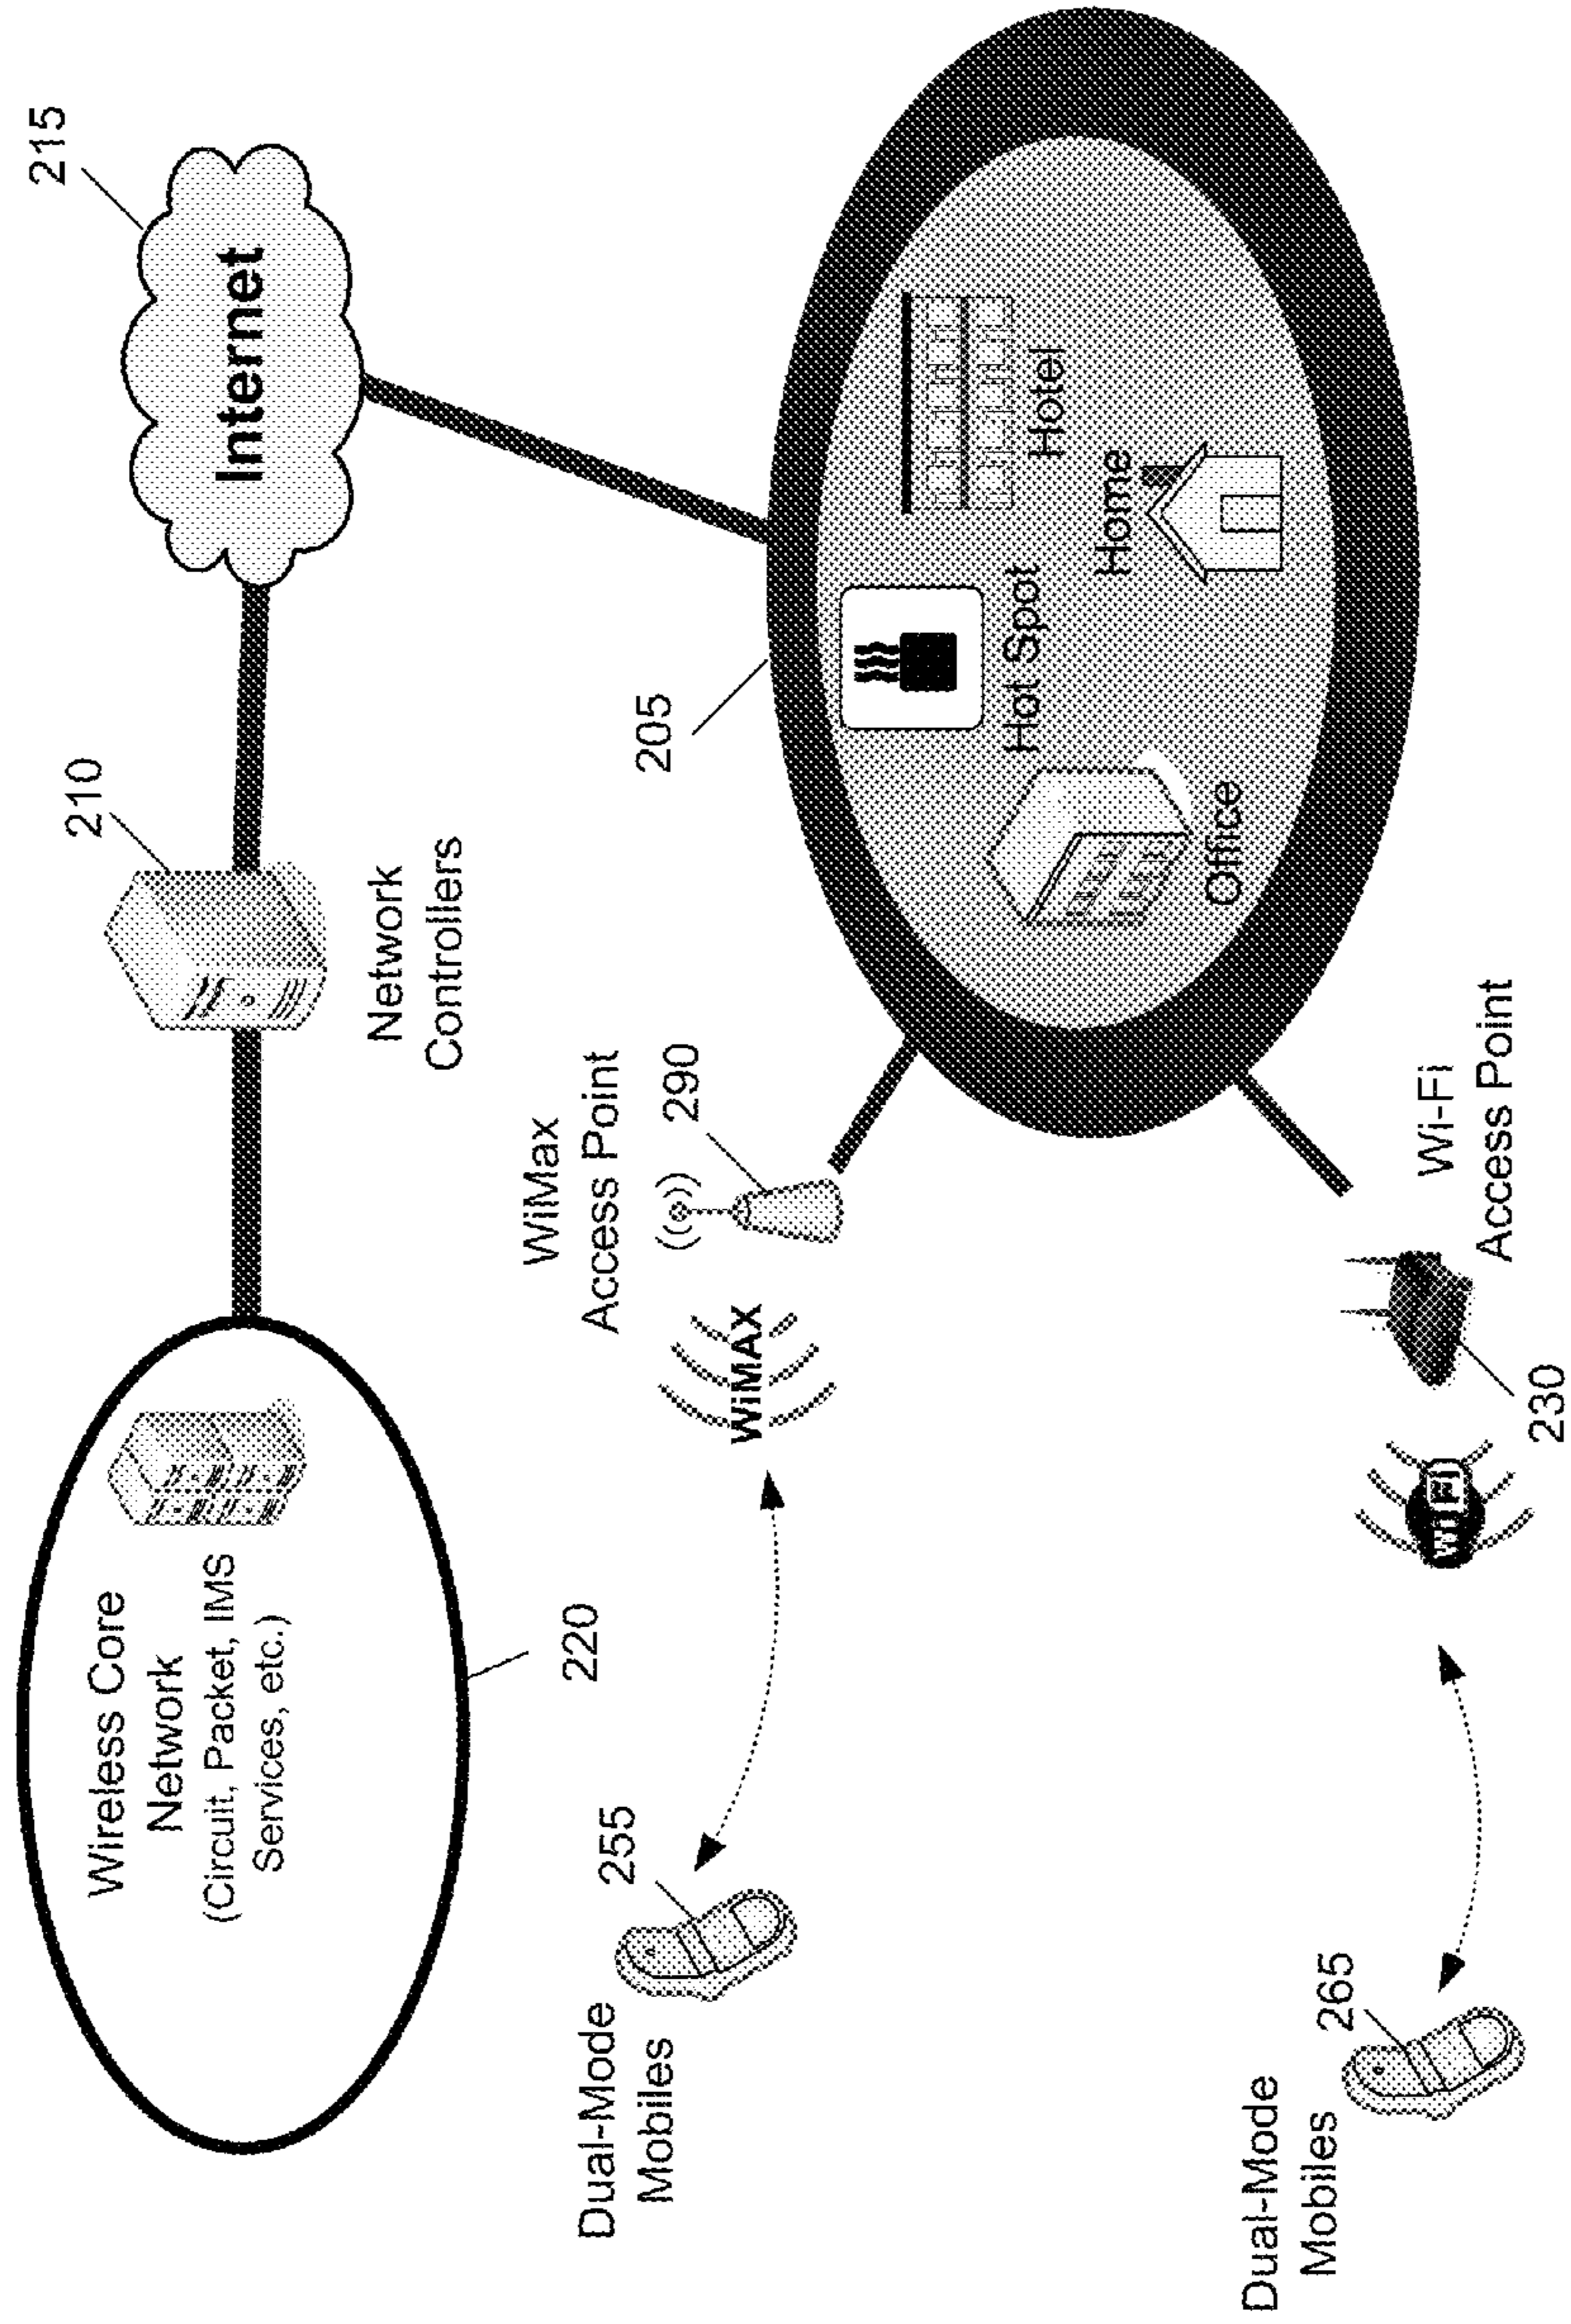 Wireless Core
Network
(Circuit, Packet, IMS
Services, etc.)
220
210
Network
Controllers
215
Internet
Dual-Mode
Mobiles
255
WiMAX
WiMax
Access Point
290
205
Hot Spot
Hotel
Office
Home
Dual-Mode
Mobiles
265
Wi Fi
230
Wi-Fi
Access Point